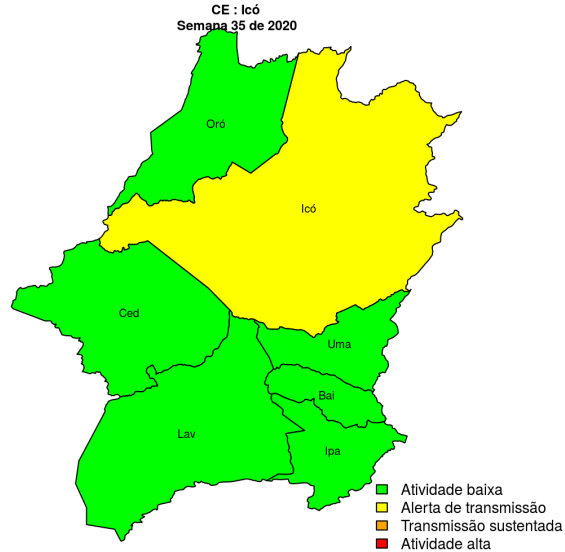 CE : Icó
Semana 35 de 2020
Oró
Icó
Ced
Uma
Bai
Lav
Ipa
Atividade baixa
Alerta de transmissão
Transmissão sustentada
Atividade alta